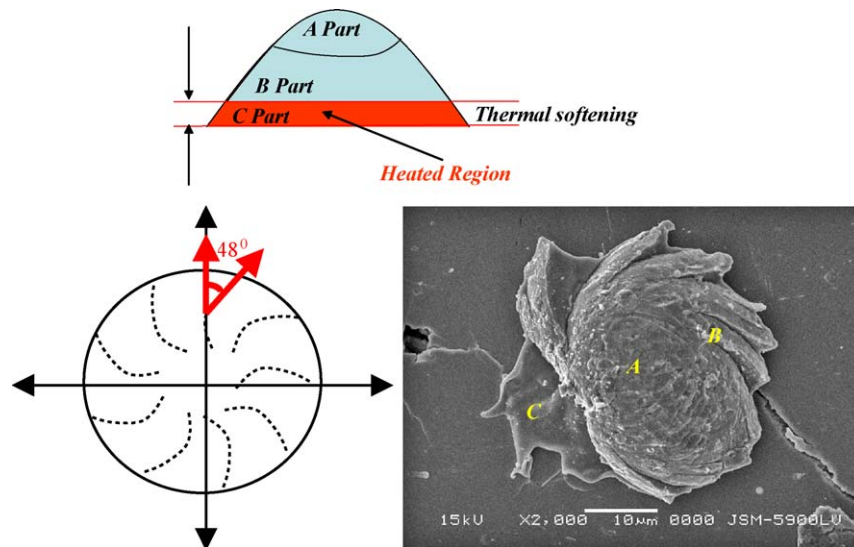 A Part
B Part
C Part
Thermal softening
Heated Region
48⁰
A
B
C
15kV X2,000 10μm 0000 JSM-5900LV